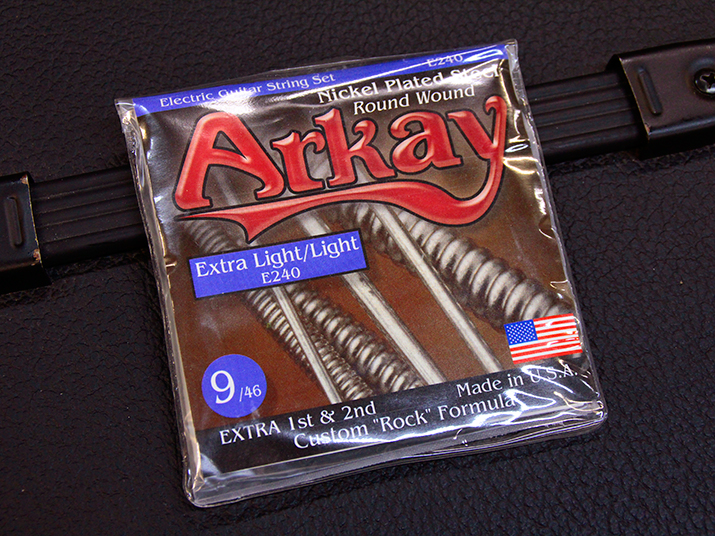 Electric Guitar String Set E240
Nickel Plated Steel
Round Wound
Arkay
Extra Light/Light
E240
9/46
Made in U.S.A.
EXTRA 1st & 2nd
Custom "Rock" Formula